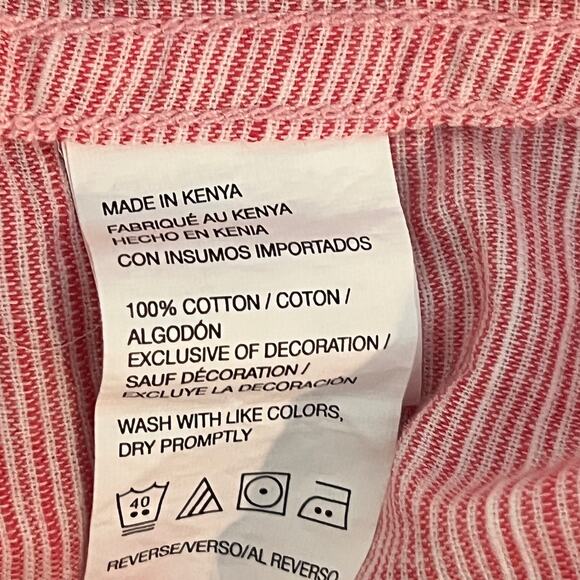 MADE IN KENYA
FABRIQUÉ AU KENYA
HECHO EN KENIA
CON INSUMOS IMPORTADOS
100% COTTON / COTON /
ALGODÓN
EXCLUSIVE OF DECORATION /
SAUF DÉCORATION /
EXCLUYE LA DECORACIÓN
WASH WITH LIKE COLORS,
DRY PROMPTLY
40
REVERSE/VERSO/AL REVERSO